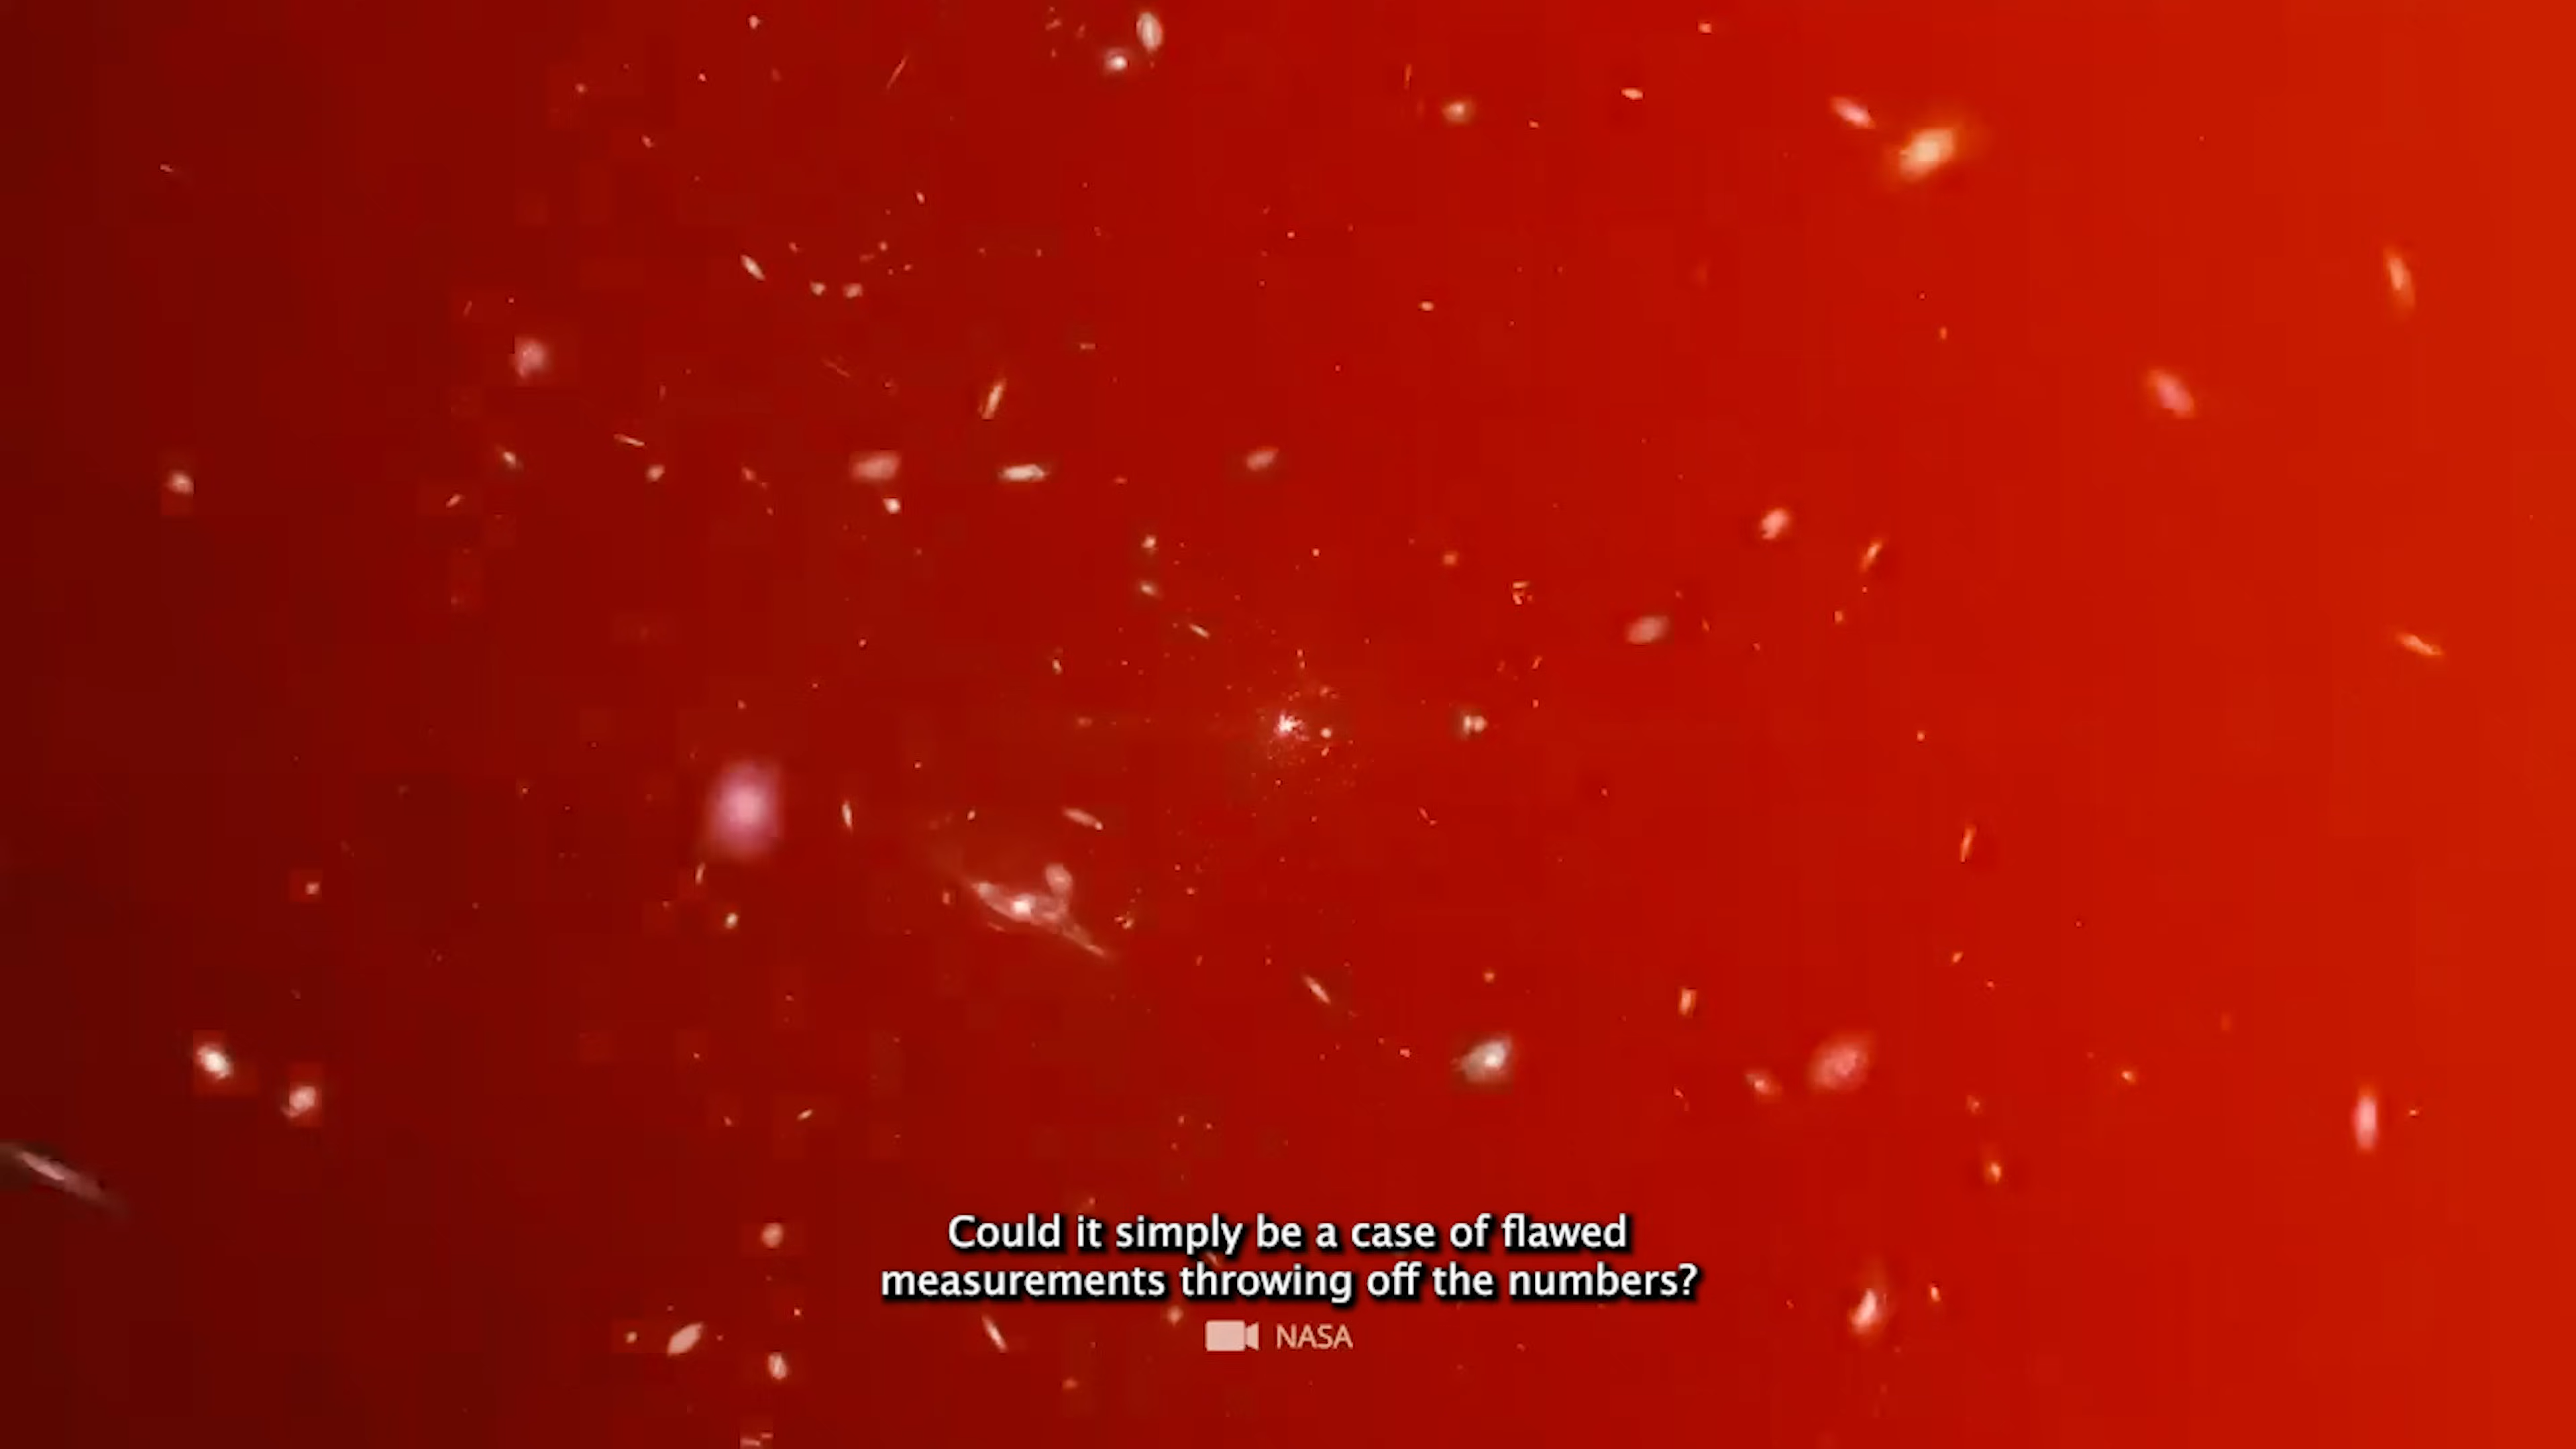 Could it simply be a case of flawed
measurements throwing off the numbers?
NASA